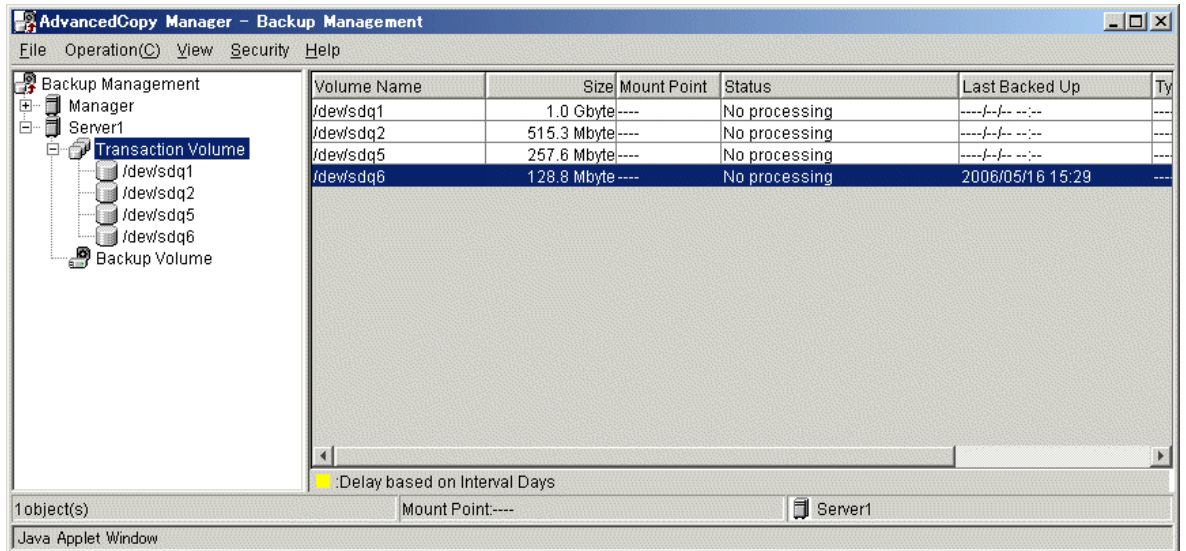 AdvancedCopy Manager – Backup Management
File Operation(C) View Security Help
Backup Management
Manager
Server1
Transaction Volume
/dev/sdq1
/dev/sdq2
/dev/sdq5
/dev/sdq6
Backup Volume
Volume Name Size Mount Point Status Last Backed Up Ty
/dev/sdq1 1.0 Gbyte ---- No processing ----/--/-- --:-- ----
/dev/sdq2 515.3 Mbyte ---- No processing ----/--/-- --:-- ----
/dev/sdq5 257.6 Mbyte ---- No processing ----/--/-- --:-- ----
/dev/sdq6 128.8 Mbyte ---- No processing 2006/05/16 15:29 ----
:Delay based on Interval Days
1object(s) Mount Point:---- Server1
Java Applet Window